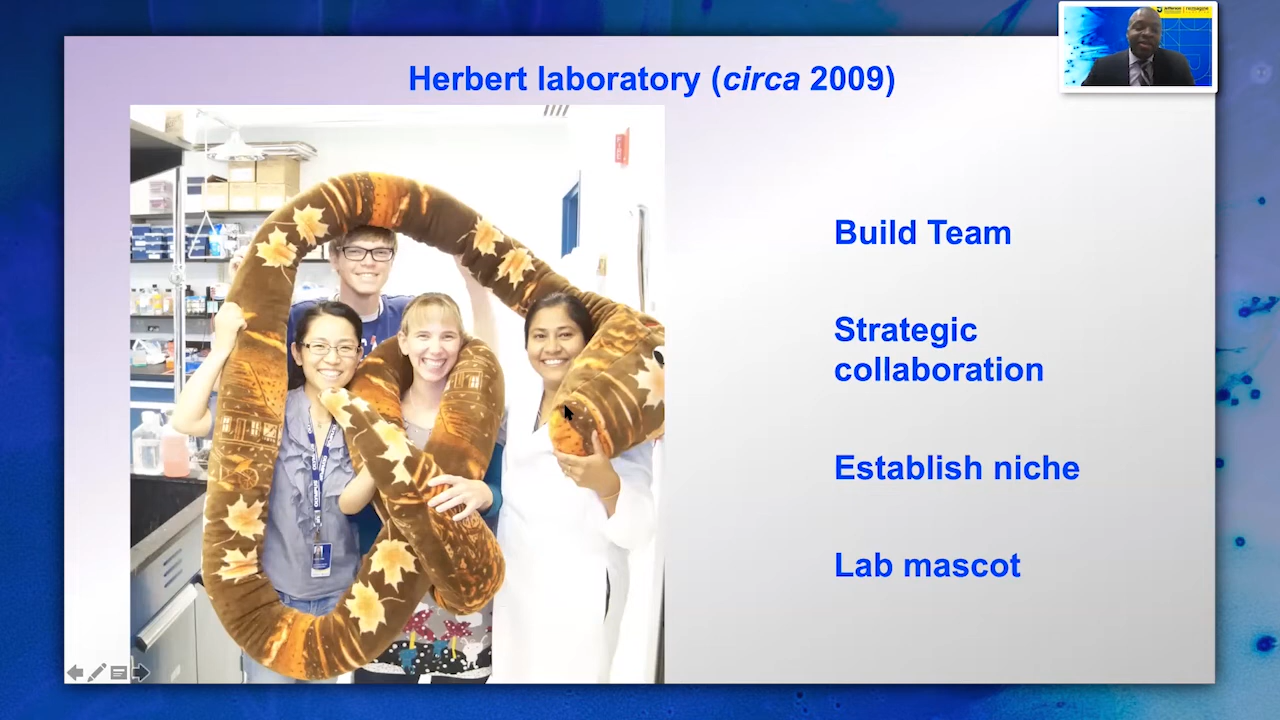 Herbert laboratory (circa 2009)
Build Team
Strategic
collaboration
Establish niche
Lab mascot